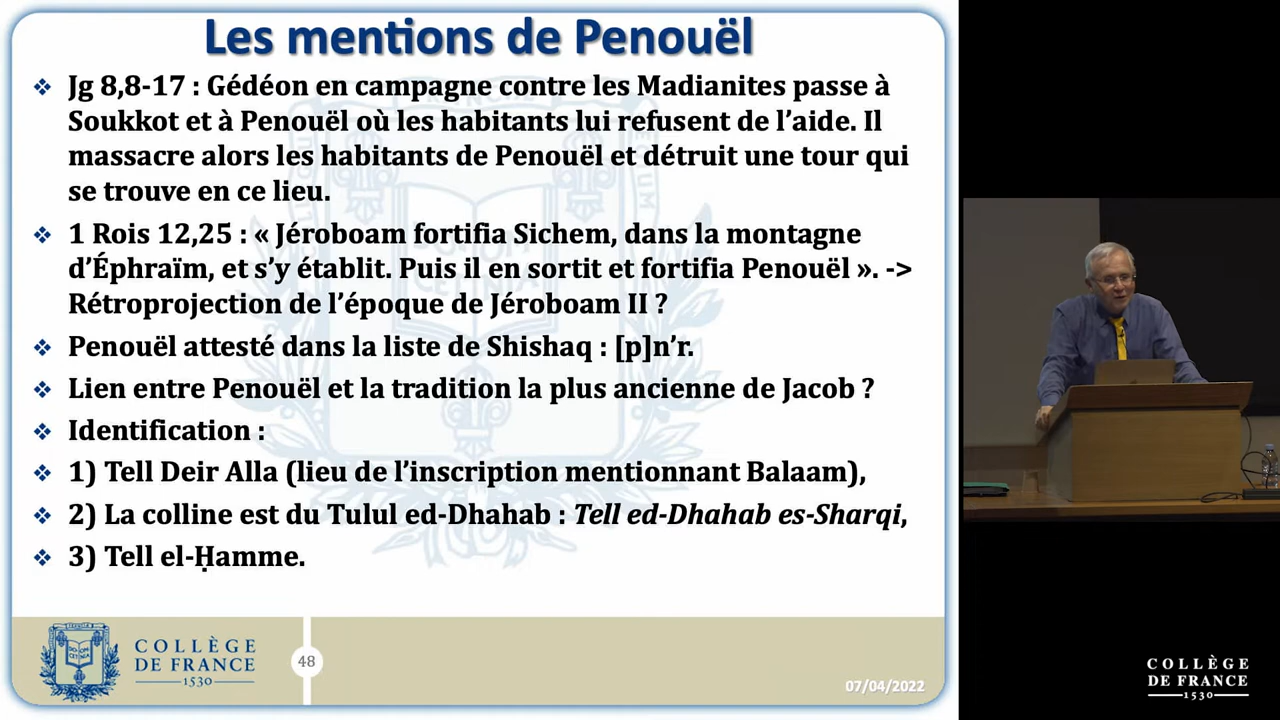 Les mentions de Penouël
❖ Jg 8,8-17 : Gédéon en campagne contre les Madianites passe à
Soukkot et à Penouël où les habitants lui refusent de l’aide. Il
massacre alors les habitants de Penouël et détruit une tour qui
se trouve en ce lieu.
❖ 1 Rois 12,25 : « Jéroboam fortifia Sichem, dans la montagne
d’Éphraïm, et s’y établit. Puis il en sortit et fortifia Penouël ». ->
Rétroprojection de l’époque de Jéroboam II ?
❖ Penouël attesté dans la liste de Shishaq : [p]n’r.
❖ Lien entre Penouël et la tradition la plus ancienne de Jacob ?
❖ Identification :
❖ 1) Tell Deir Alla (lieu de l’inscription mentionnant Balaam),
❖ 2) La colline est du Tulul ed-Dhahab : Tell ed-Dhahab es-Sharqi,
❖ 3) Tell el-Ḥamme.
COLLÈGE
DE FRANCE
1530
48
07/04/2022
COLLÈGE
DE FRANCE
1530